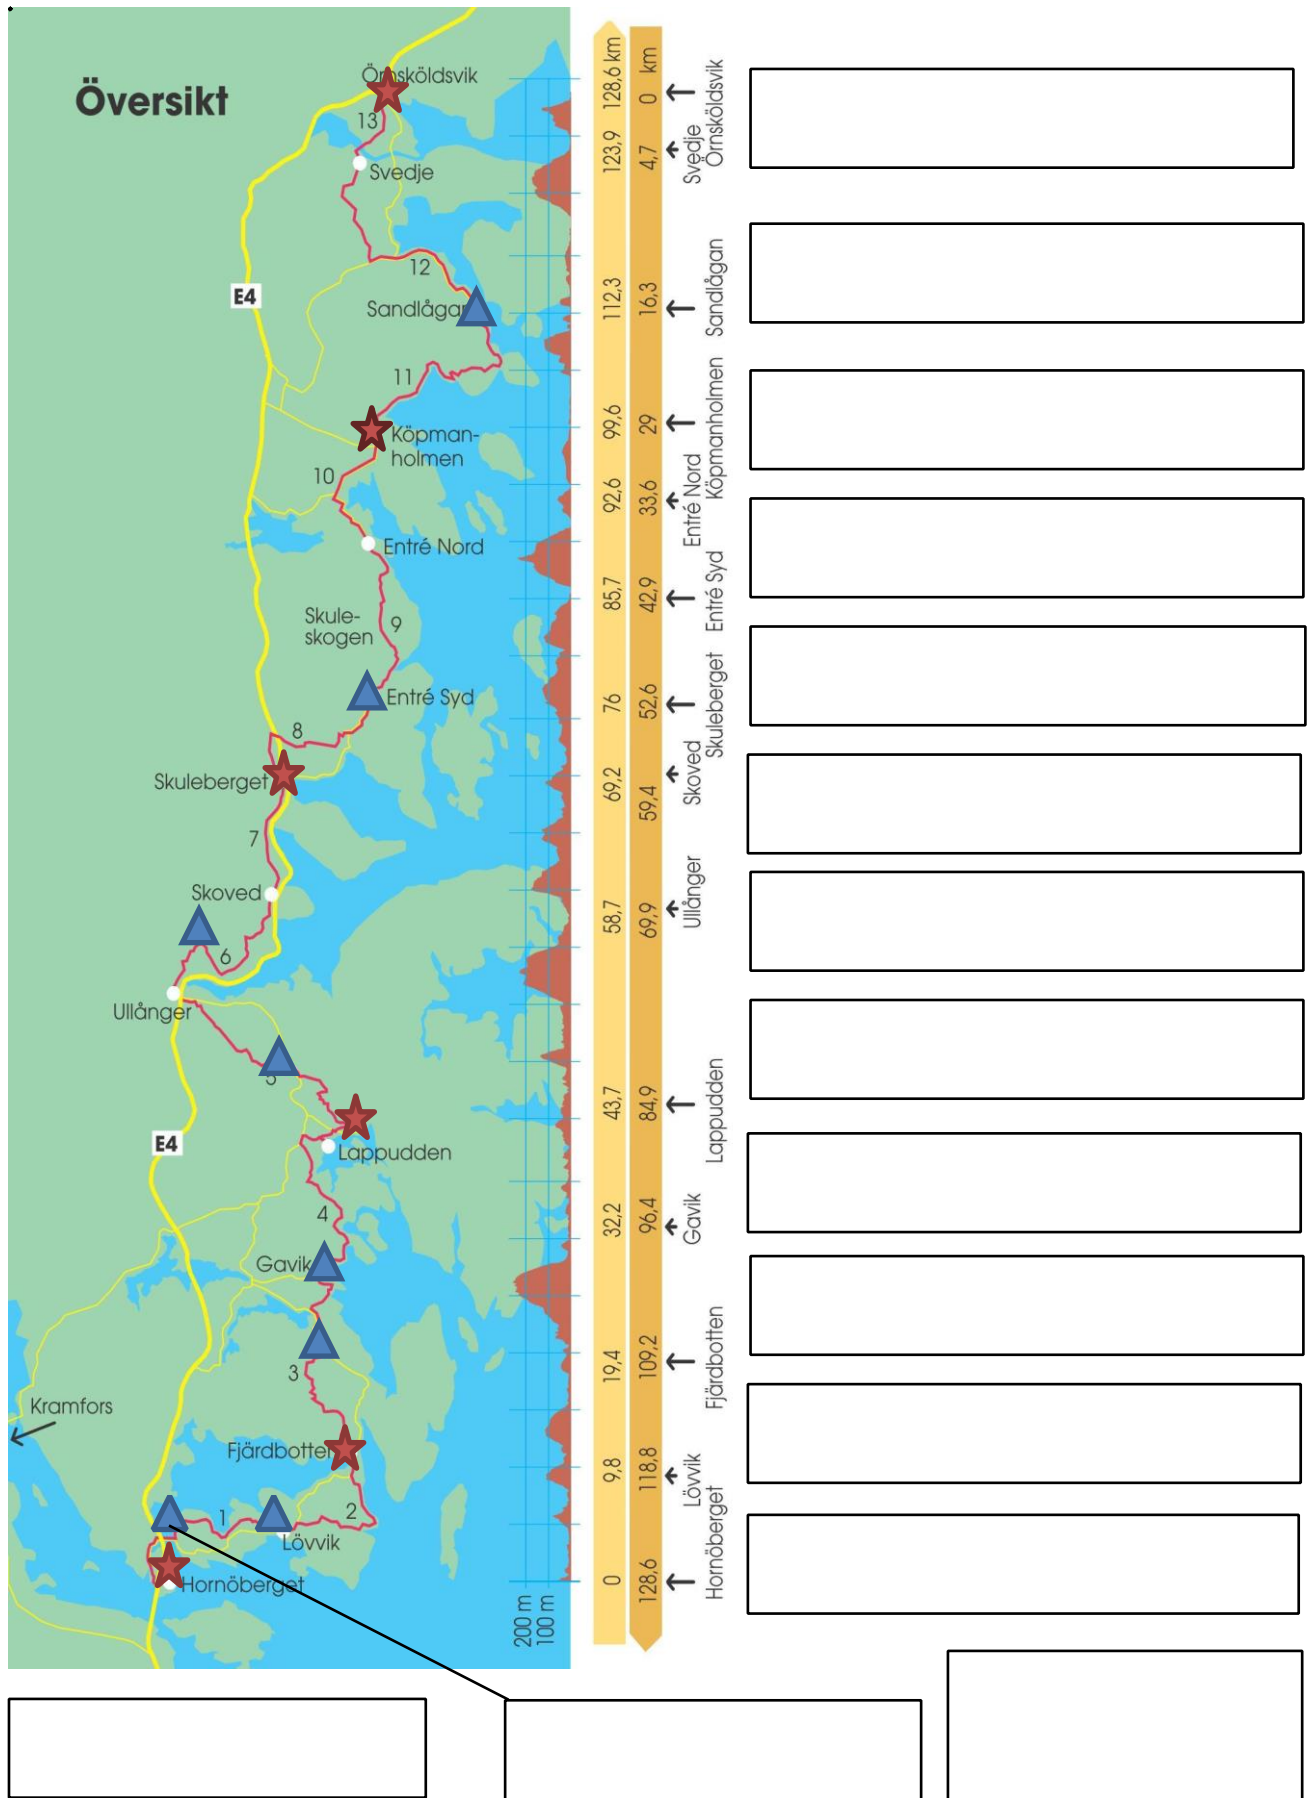 Översikt
Örnsköldsvik
13
Svedje
12
E4
Sandlågan
11
Köpman-
holmen
10
Entré Nord
Skule-
skogen
9
Entré Syd
8
Skuleberget
7
Skoved
6
Ullånger
5
Lappudden
E4
4
Gavik
3
Kramfors
Fjärdbotten
1
2
Lövvik
Hornöberget
200 m
100 m
128,6 km
123,9
112,3
99,6
92,6
85,7
76
69,2
58,7
43,7
32,2
19,4
9,8
0
km
0
4,7
16,3
29
33,6
42,9
52,6
59,4
69,9
84,9
96,4
109,2
118,8
128,6
Örnsköldsvik
Svedje
Sandlågan
Köpmanholmen
Entré Nord
Entré Syd
Skuleberget
Skoved
Ullånger
Lappudden
Gavik
Fjärdbotten
Lövvik
Hornöberget